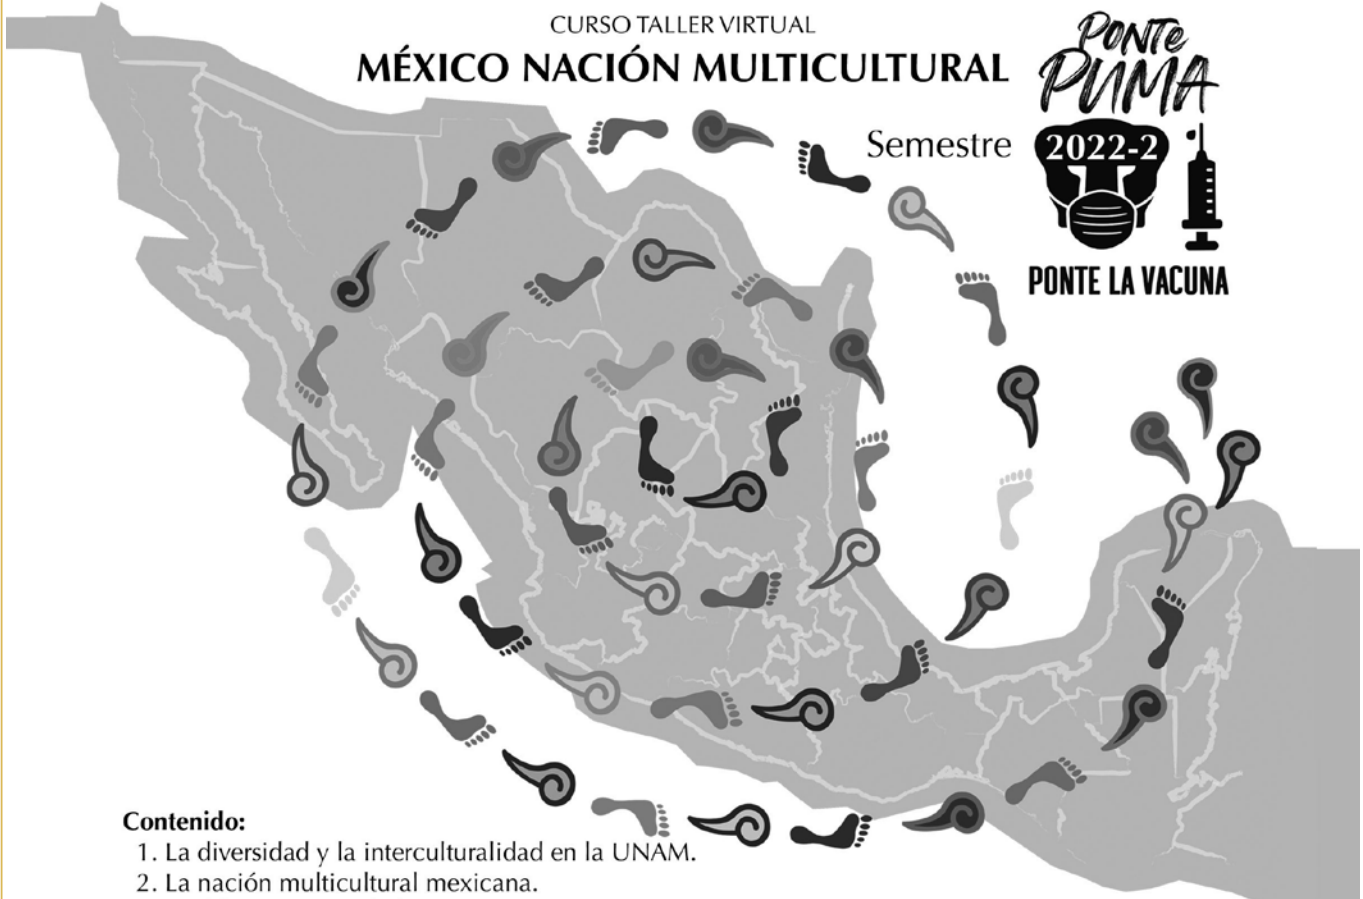 CURSO TALLER VIRTUAL
MÉXICO NACIÓN MULTICULTURAL
Semestre
PONTE
PUMA
2022-2
PONTE LA VACUNA
Contenido:
1. La diversidad y la interculturalidad en la UNAM.
2. La nación multicultural mexicana.